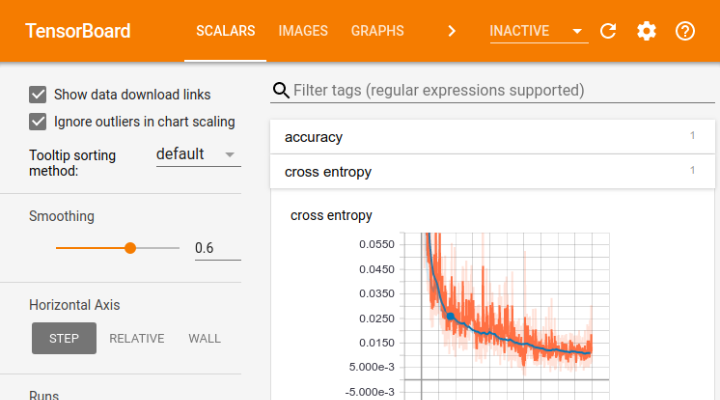 TensorBoard
SCALARS IMAGES GRAPHS
INACTIVE
Show data download links
Ignore outliers in chart scaling
Tooltip sorting
method:
default
Smoothing
0.6
Horizontal Axis
STEP RELATIVE WALL
Runs
Filter tags (regular expressions supported)
accuracy 1
cross entropy 1
cross entropy
0.0550
0.0450
0.0350
0.0250
0.0150
5.000e-3
-5.000e-3